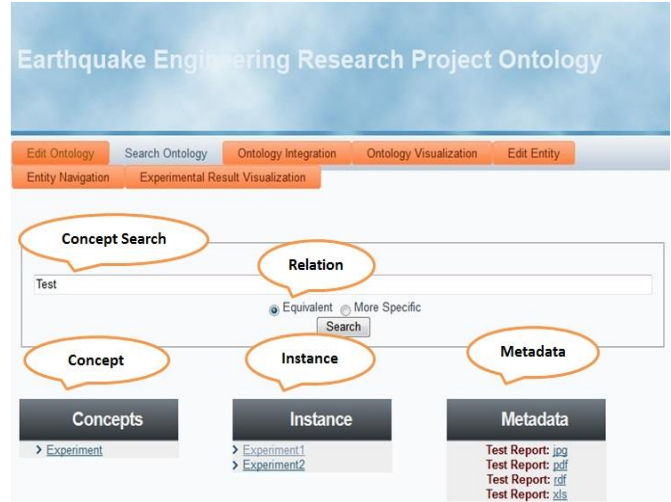 Earthquake Engineering Research Project Ontology
Edit Ontology Search Ontology Ontology Integration Ontology Visualization Edit Entity
Entity Navigation Experimental Result Visualization
Concept Search
Relation
Test
Equivalent More Specific
Search
Concept Instance Metadata
Concepts Instance Metadata
> Experiment > Experiment1 Test Report: jpg
> Experiment2 Test Report: pdf
Test Report: rdf
Test Report: xls